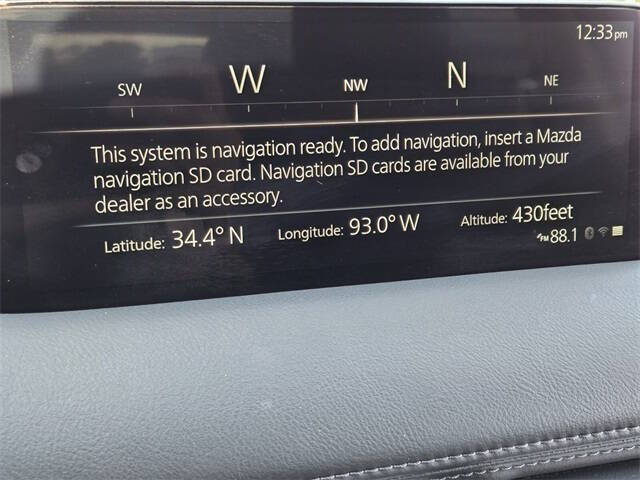 12:33pm
SW W NW N NE
This system is navigation ready. To add navigation, insert a Mazda
navigation SD card. Navigation SD cards are available from your
dealer as an accessory.
Latitude: 34.4° N Longitude: 93.0° W Altitude: 430feet
FM 88.1